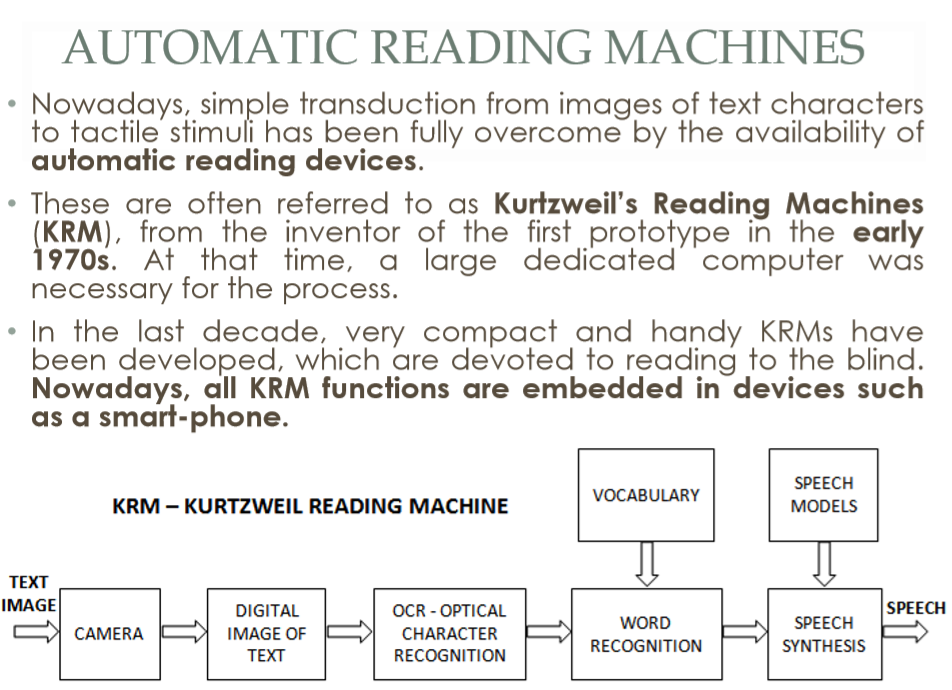 AUTOMATIC READING MACHINES
• Nowadays, simple transduction from images of text characters
to tactile stimuli has been fully overcome by the availability of
automatic reading devices.
• These are often referred to as Kurtzweil's Reading Machines
(KRM), from the inventor of the first prototype in the early
1970s. At that time, a large dedicated computer was
necessary for the process.
• In the last decade, very compact and handy KRMs have
been developed, which are devoted to reading to the blind.
Nowadays, all KRM functions are embedded in devices such
as a smart-phone.
KRM – KURTZWEIL READING MACHINE
VOCABULARY
SPEECH
MODELS
TEXT
IMAGE
CAMERA
DIGITAL
IMAGE OF
TEXT
OCR - OPTICAL
CHARACTER
RECOGNITION
WORD
RECOGNITION
SPEECH
SYNTHESIS
SPEECH